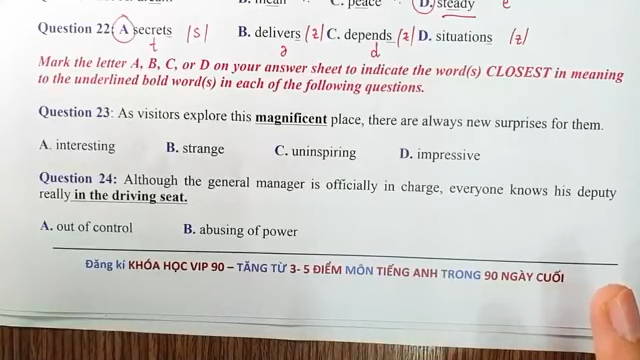 B. mean C. peace D. steady e
Question 22: A secrets /s/ B. delivers /z/ C. depends /z/ D. situations /z/
t d
Mark the letter A, B, C, or D on your answer sheet to indicate the word(s) CLOSEST in meaning
to the underlined bold word(s) in each of the following questions.
Question 23: As visitors explore this magnificent place, there are always new surprises for them.
A. interesting B. strange C. uninspiring D. impressive
Question 24: Although the general manager is officially in charge, everyone knows his deputy
really in the driving seat.
A. out of control B. abusing of power
Đăng kí KHÓA HỌC VIP 90 – TĂNG TỪ 3- 5 ĐIỂM MÔN TIẾNG ANH TRONG 90 NGÀY CUỐI